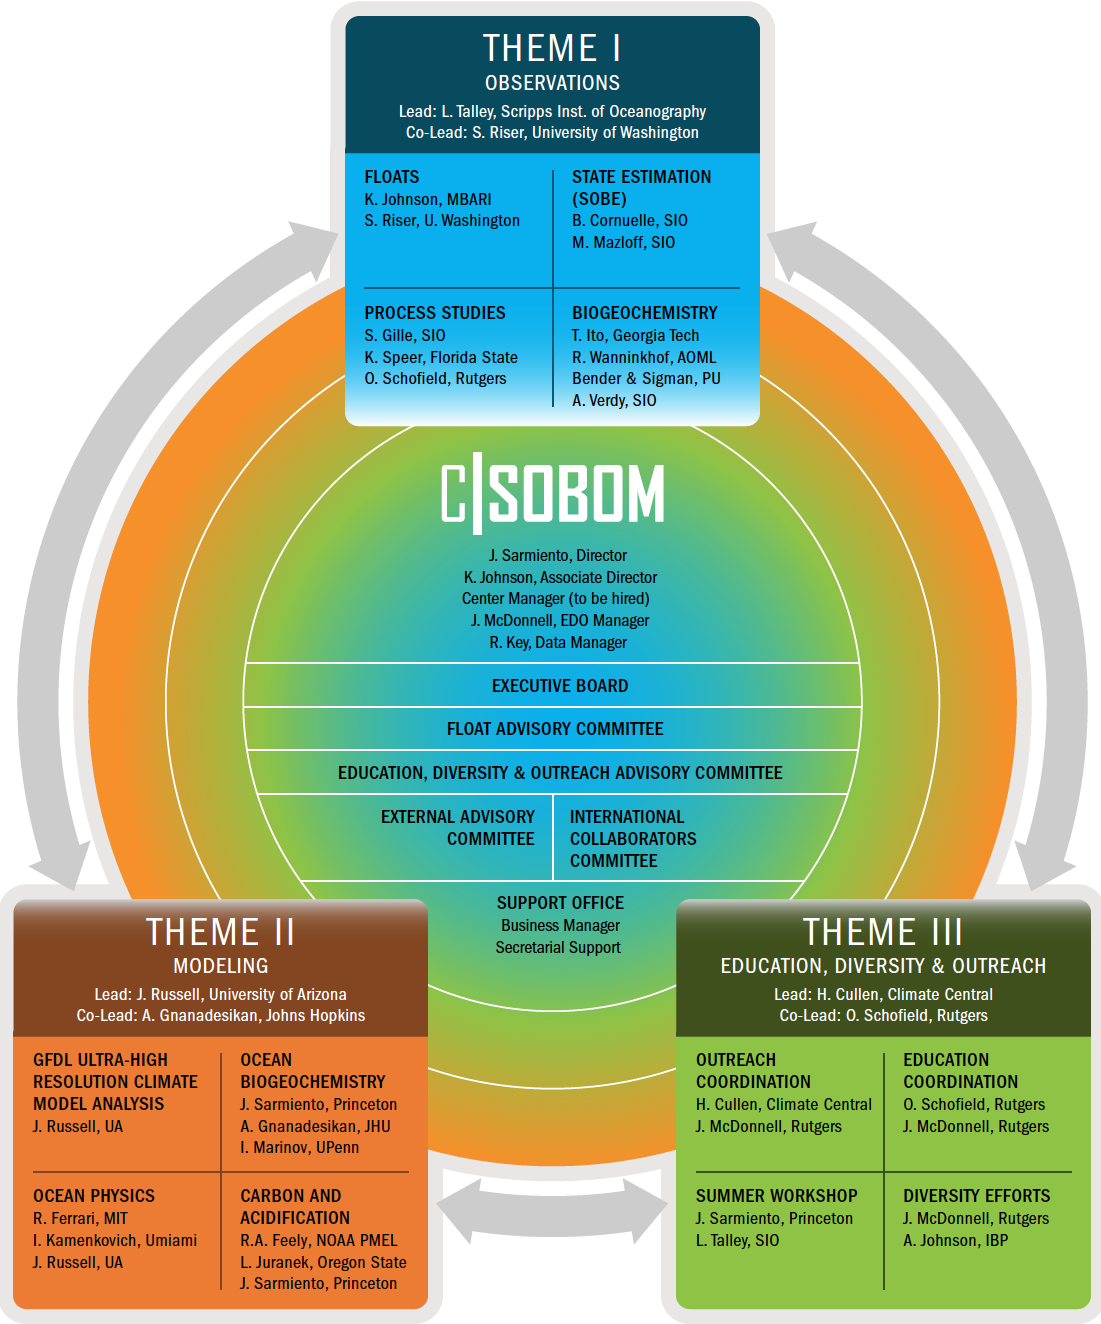 THEME I
OBSERVATIONS
Lead: L. Talley, Scripps Inst. of Oceanography
Co-Lead: S. Riser, University of Washington
FLOATS
K. Johnson, MBARI
S. Riser, U. Washington
STATE ESTIMATION
(SOBE)
B. Cornuelle, SIO
M. Mazloff, SIO
PROCESS STUDIES
S. Gille, SIO
K. Speer, Florida State
O. Schofield, Rutgers
BIOGEOCHEMISTRY
T. Ito, Georgia Tech
R. Wanninkhof, AOML
Bender & Sigman, PU
A. Verdy, SIO
C|SOBOM
J. Sarmiento, Director
K. Johnson, Associate Director
Center Manager (to be hired)
J. McDonnell, EDO Manager
R. Key, Data Manager
EXECUTIVE BOARD
FLOAT ADVISORY COMMITTEE
EDUCATION, DIVERSITY & OUTREACH ADVISORY COMMITTEE
EXTERNAL ADVISORY
COMMITTEE
INTERNATIONAL
COLLABORATORS
COMMITTEE
SUPPORT OFFICE
Business Manager
Secretarial Support
THEME II
MODELING
Lead: J. Russell, University of Arizona
Co-Lead: A. Gnanadesikan, Johns Hopkins
GFDL ULTRA-HIGH
RESOLUTION CLIMATE
MODEL ANALYSIS
J. Russell, UA
OCEAN
BIOGEOCHEMISTRY
J. Sarmiento, Princeton
A. Gnanadesikan, JHU
I. Marinov, UPenn
OCEAN PHYSICS
R. Ferrari, MIT
I. Kamenkovich, Umiami
J. Russell, UA
CARBON AND
ACIDIFICATION
R.A. Feely, NOAA PMEL
L. Juranek, Oregon State
J. Sarmiento, Princeton
THEME III
EDUCATION, DIVERSITY & OUTREACH
Lead: H. Cullen, Climate Central
Co-Lead: O. Schofield, Rutgers
OUTREACH
COORDINATION
H. Cullen, Climate Central
J. McDonnell, Rutgers
EDUCATION
COORDINATION
O. Schofield, Rutgers
J. McDonnell, Rutgers
SUMMER WORKSHOP
J. Sarmiento, Princeton
L. Talley, SIO
DIVERSITY EFFORTS
J. McDonnell, Rutgers
A. Johnson, IBP